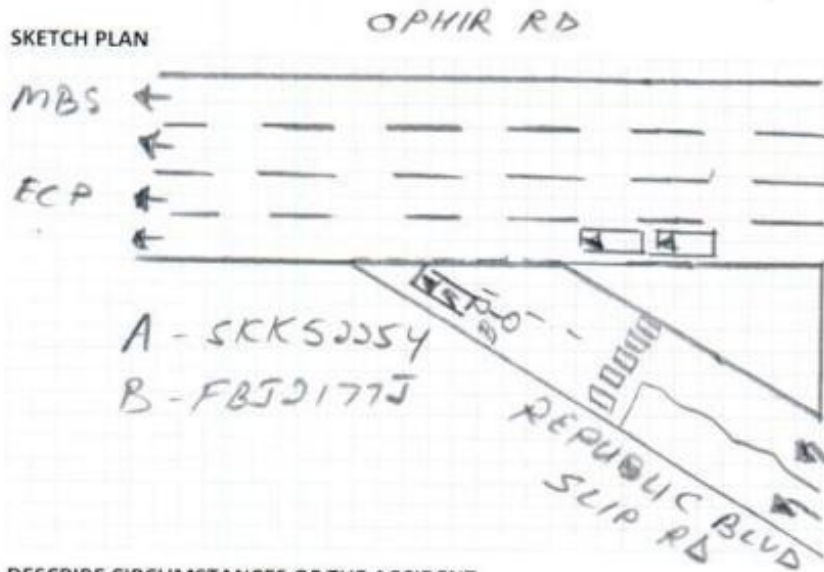 OPHIR RD
SKETCH PLAN
MBS
ECP
A
B
A - SKK5225Y
B - FBJ2177J
REPUBLIC BLVD
SLIP RD
DESCRIBE CIRCUMSTANCES OF THE ACCIDENT